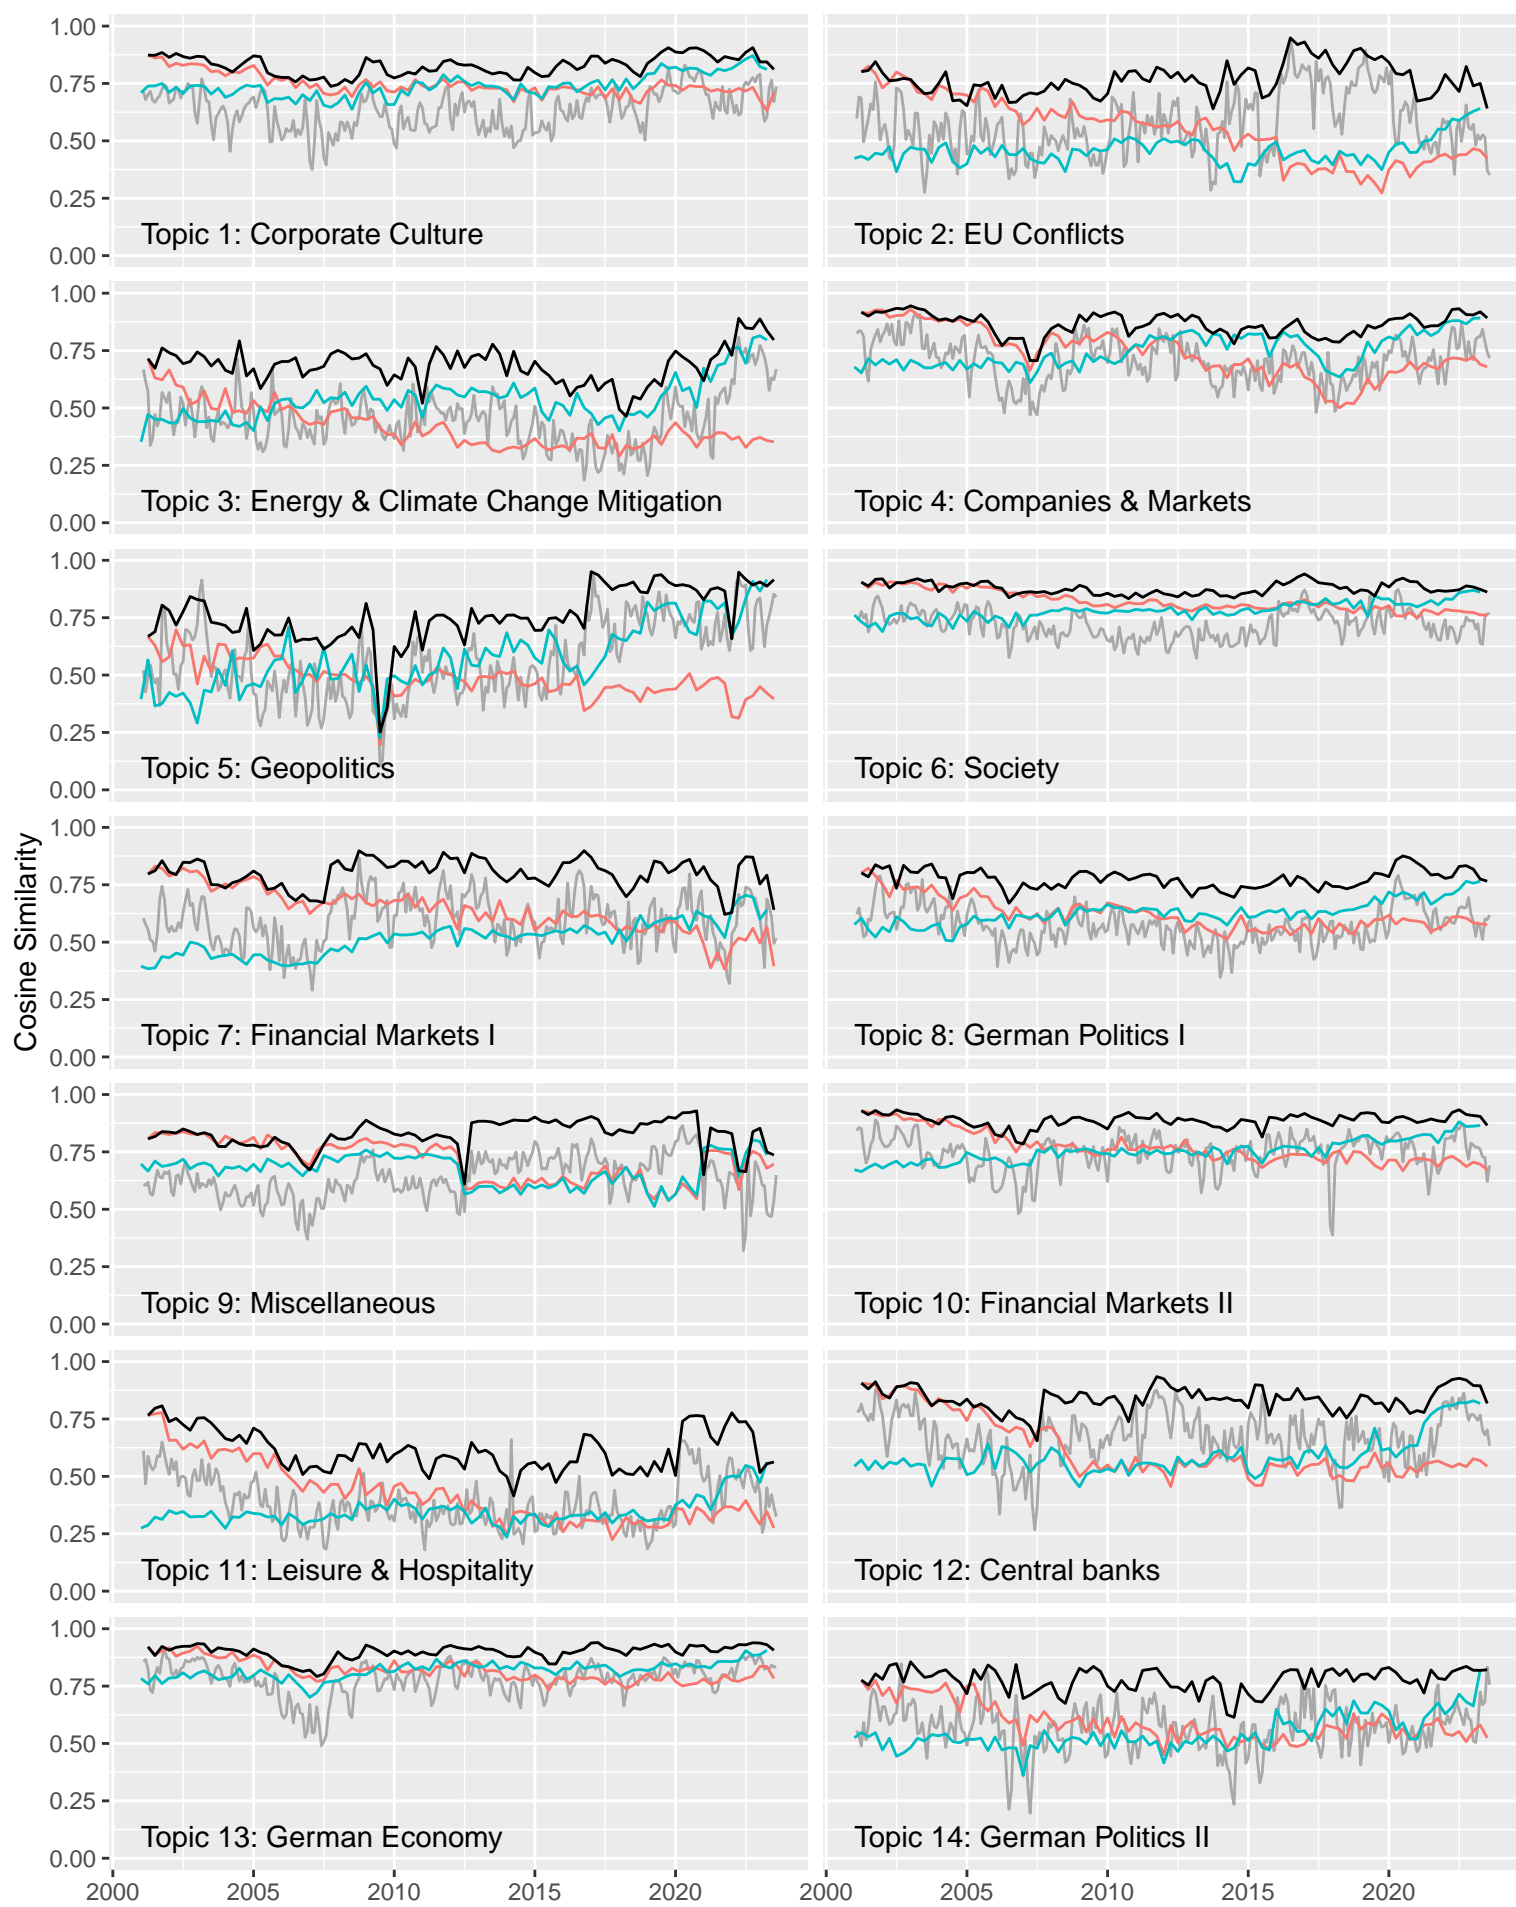 Cosine Similarity
1.00
0.75
0.50
0.25
0.00
Topic 1: Corporate Culture
Topic 2: EU Conflicts
1.00
0.75
0.50
0.25
0.00
Topic 3: Energy & Climate Change Mitigation
Topic 4: Companies & Markets
1.00
0.75
0.50
0.25
0.00
Topic 5: Geopolitics
Topic 6: Society
1.00
0.75
0.50
0.25
0.00
Topic 7: Financial Markets I
Topic 8: German Politics I
1.00
0.75
0.50
0.25
0.00
Topic 9: Miscellaneous
Topic 10: Financial Markets II
1.00
0.75
0.50
0.25
0.00
Topic 11: Leisure & Hospitality
Topic 12: Central banks
1.00
0.75
0.50
0.25
0.00
Topic 13: German Economy
Topic 14: German Politics II
2000 2005 2010 2015 2020
2000 2005 2010 2015 2020